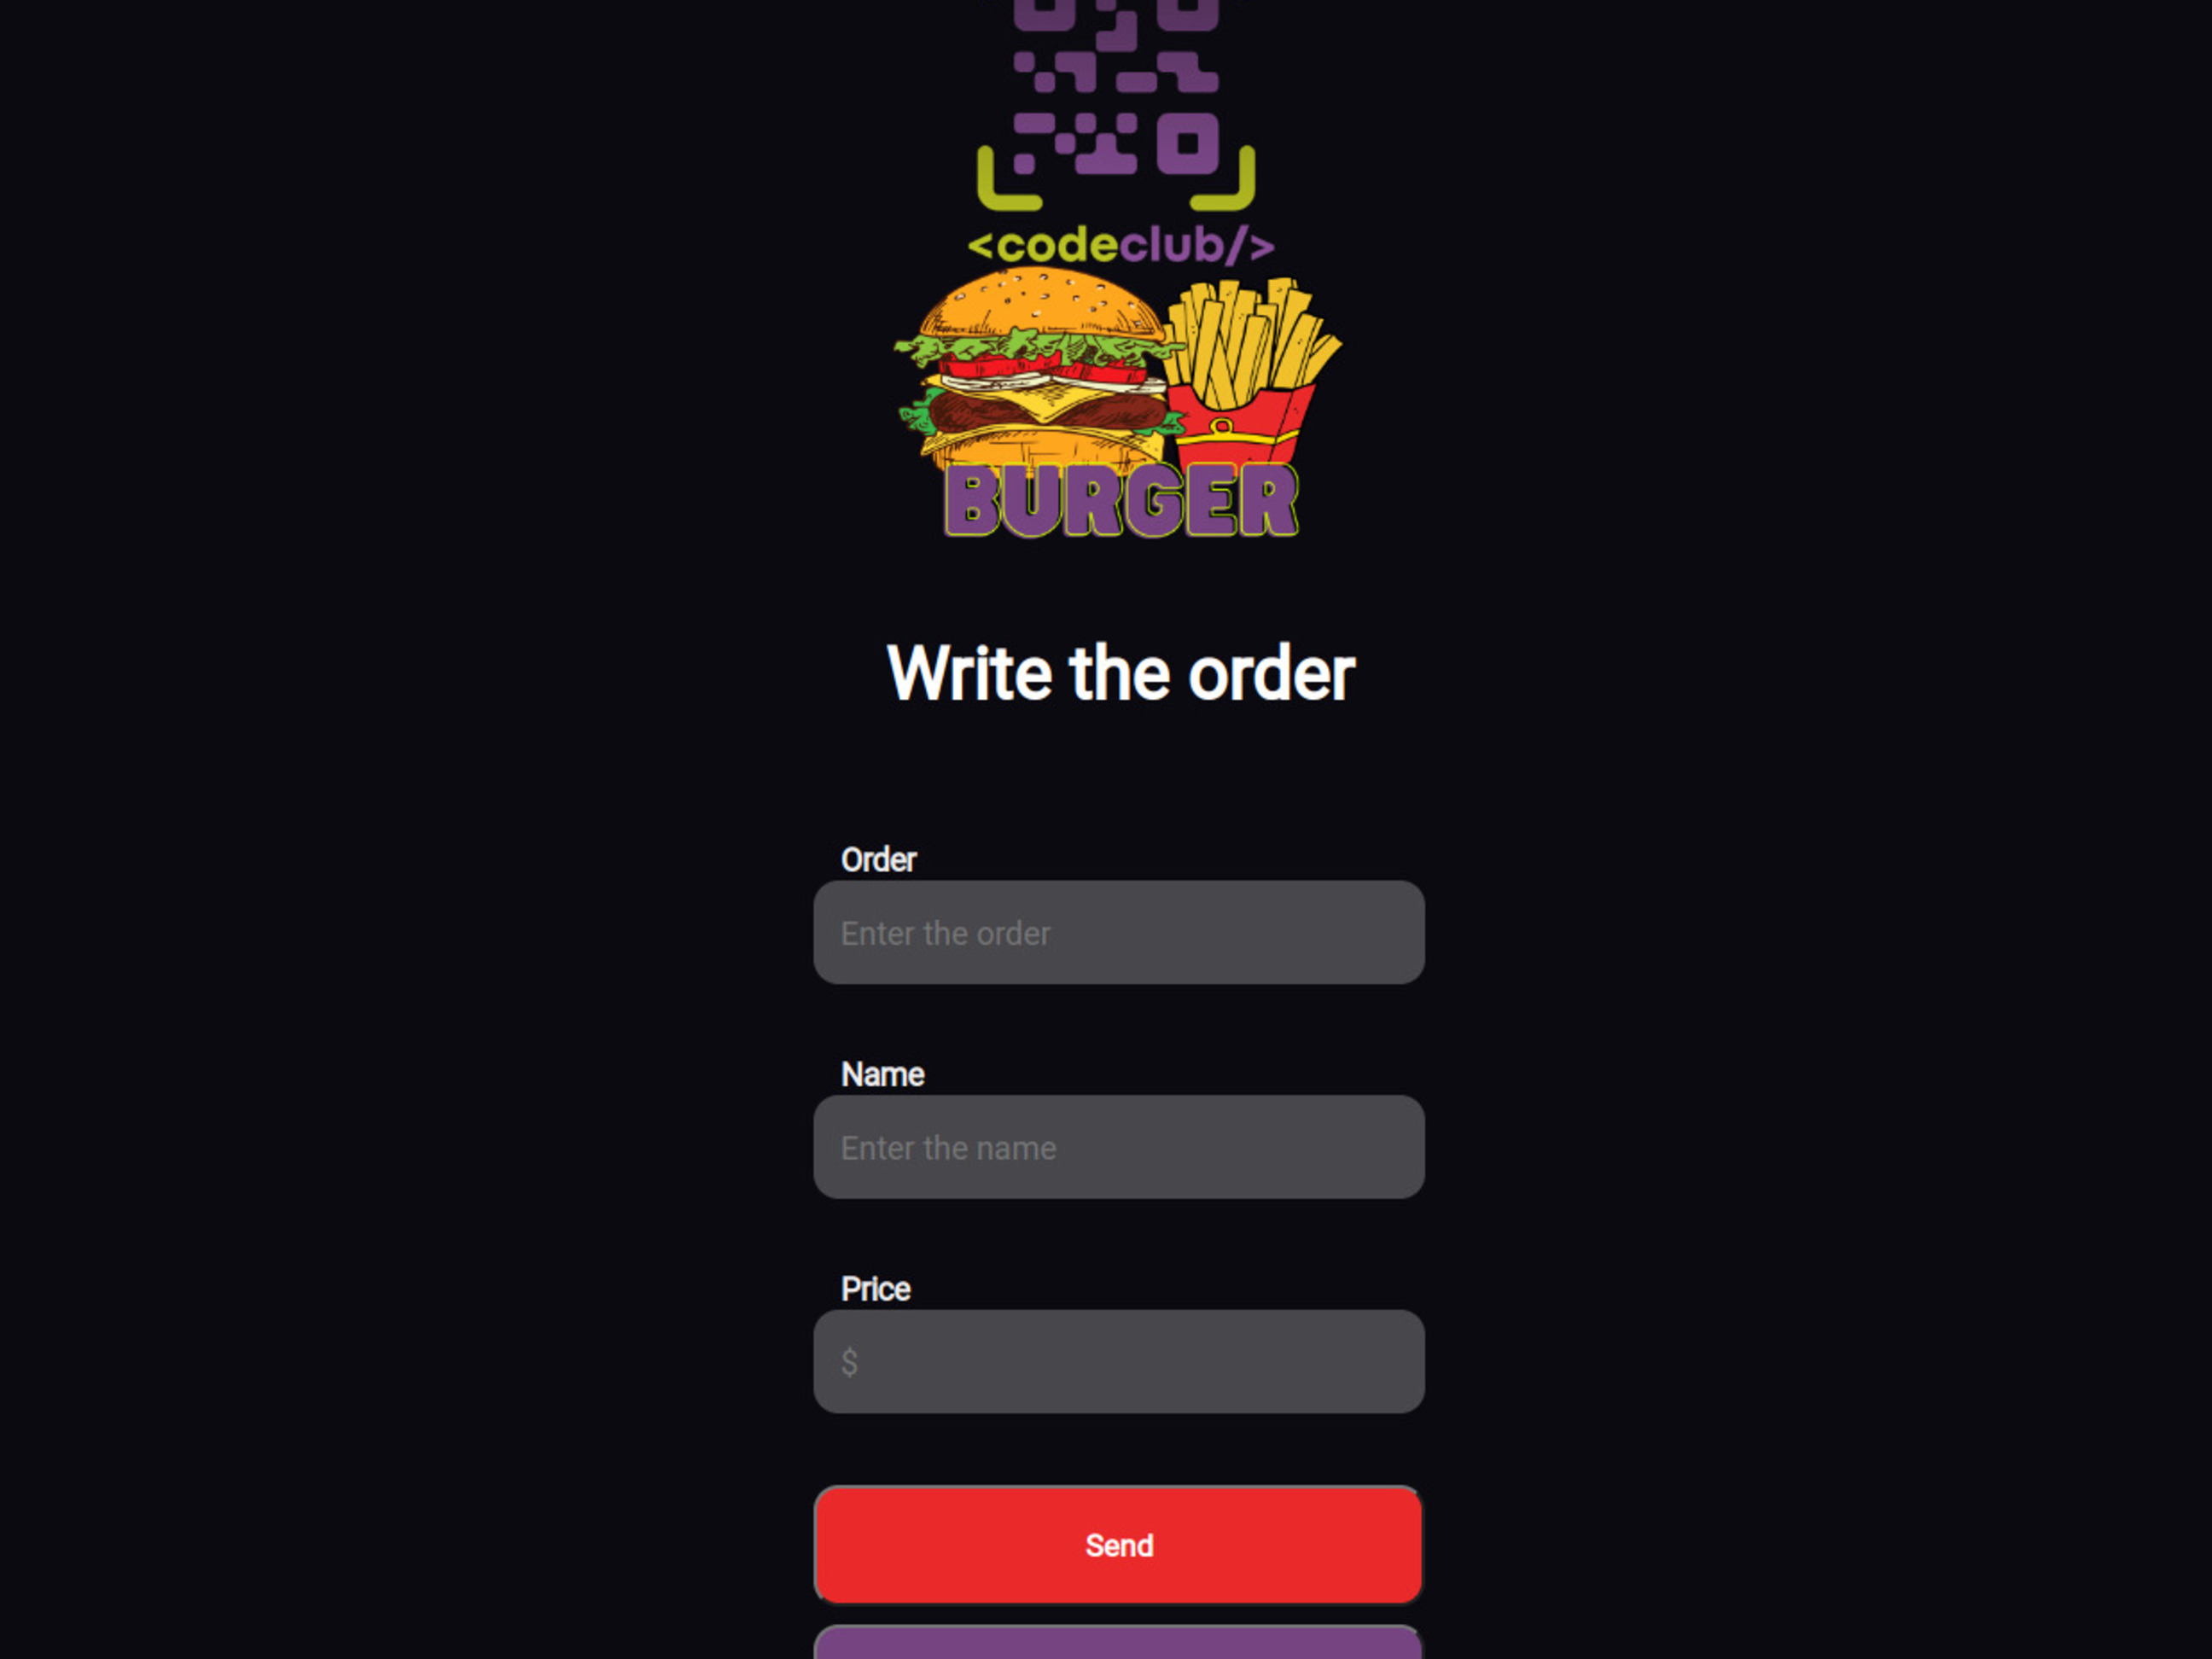 <codeclub/>
BURGER
Write the order
Order
Enter the order
Name
Enter the name
Price
$
Send